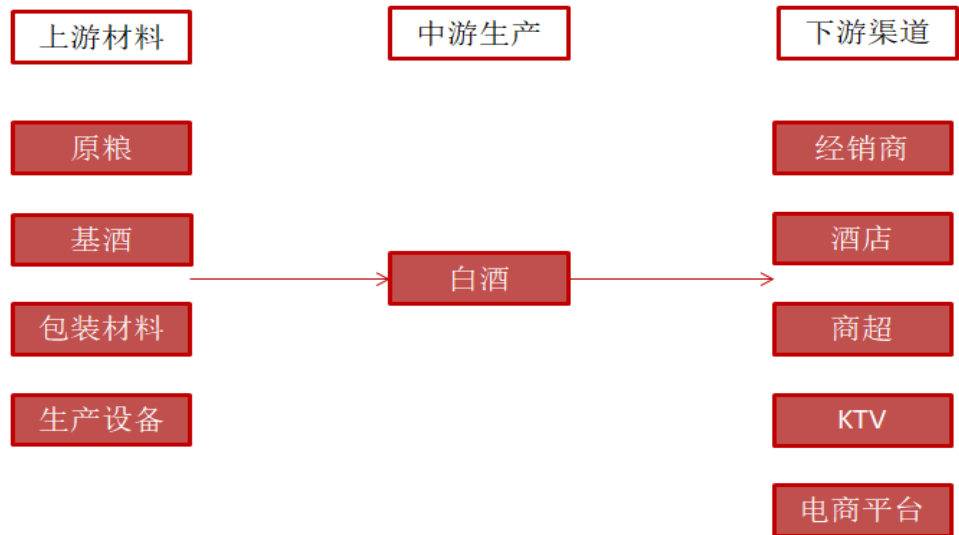 上游材料
中游生产
下游渠道
原粮
经销商
基酒
酒店
白酒
包装材料
商超
生产设备
KTV
电商平台